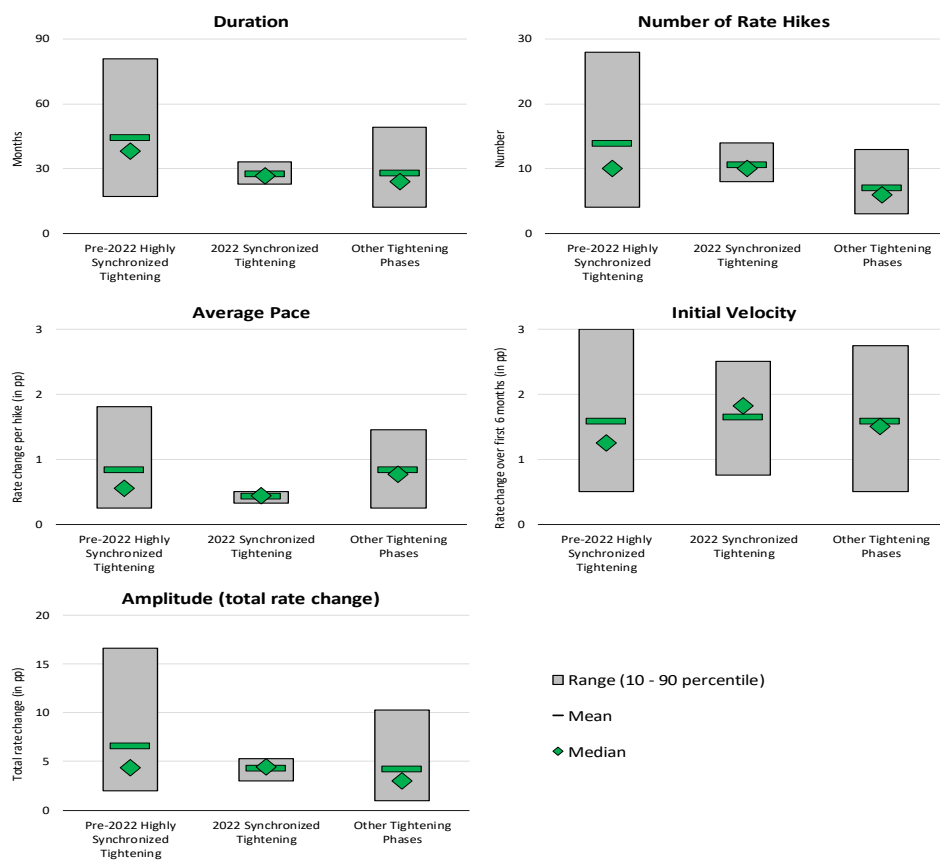 Duration
90
60
30
0
Months
Pre-2022 Highly
Synchronized
Tightening
2022 Synchronized
Tightening
Other Tightening
Phases
Number of Rate Hikes
30
20
10
0
Number
Pre-2022 Highly
Synchronized
Tightening
2022 Synchronized
Tightening
Other Tightening
Phases
Average Pace
3
2
1
0
Rate change per hike (in pp)
Pre-2022 Highly
Synchronized
Tightening
2022 Synchronized
Tightening
Other Tightening
Phases
Initial Velocity
3
2
1
0
Rate change over first 6 months (in pp)
Pre-2022 Highly
Synchronized
Tightening
2022 Synchronized
Tightening
Other Tightening
Phases
Amplitude (total rate change)
20
15
10
5
0
Total rate change (in pp)
Pre-2022 Highly
Synchronized
Tightening
2022 Synchronized
Tightening
Other Tightening
Phases
Range (10 - 90 percentile)
Mean
Median